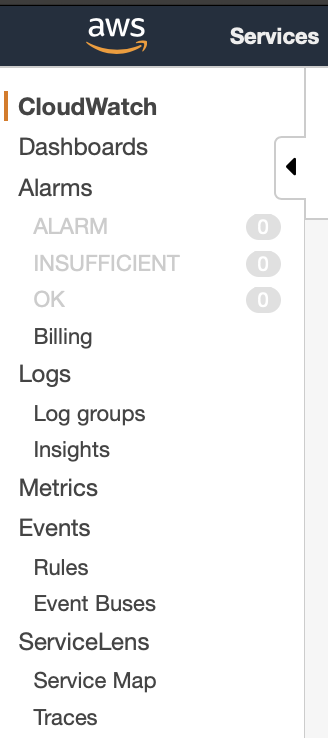 aws
Services
CloudWatch
Dashboards
Alarms
ALARM 0
INSUFFICIENT 0
OK 0
Billing
Logs
Log groups
Insights
Metrics
Events
Rules
Event Buses
ServiceLens
Service Map
Traces